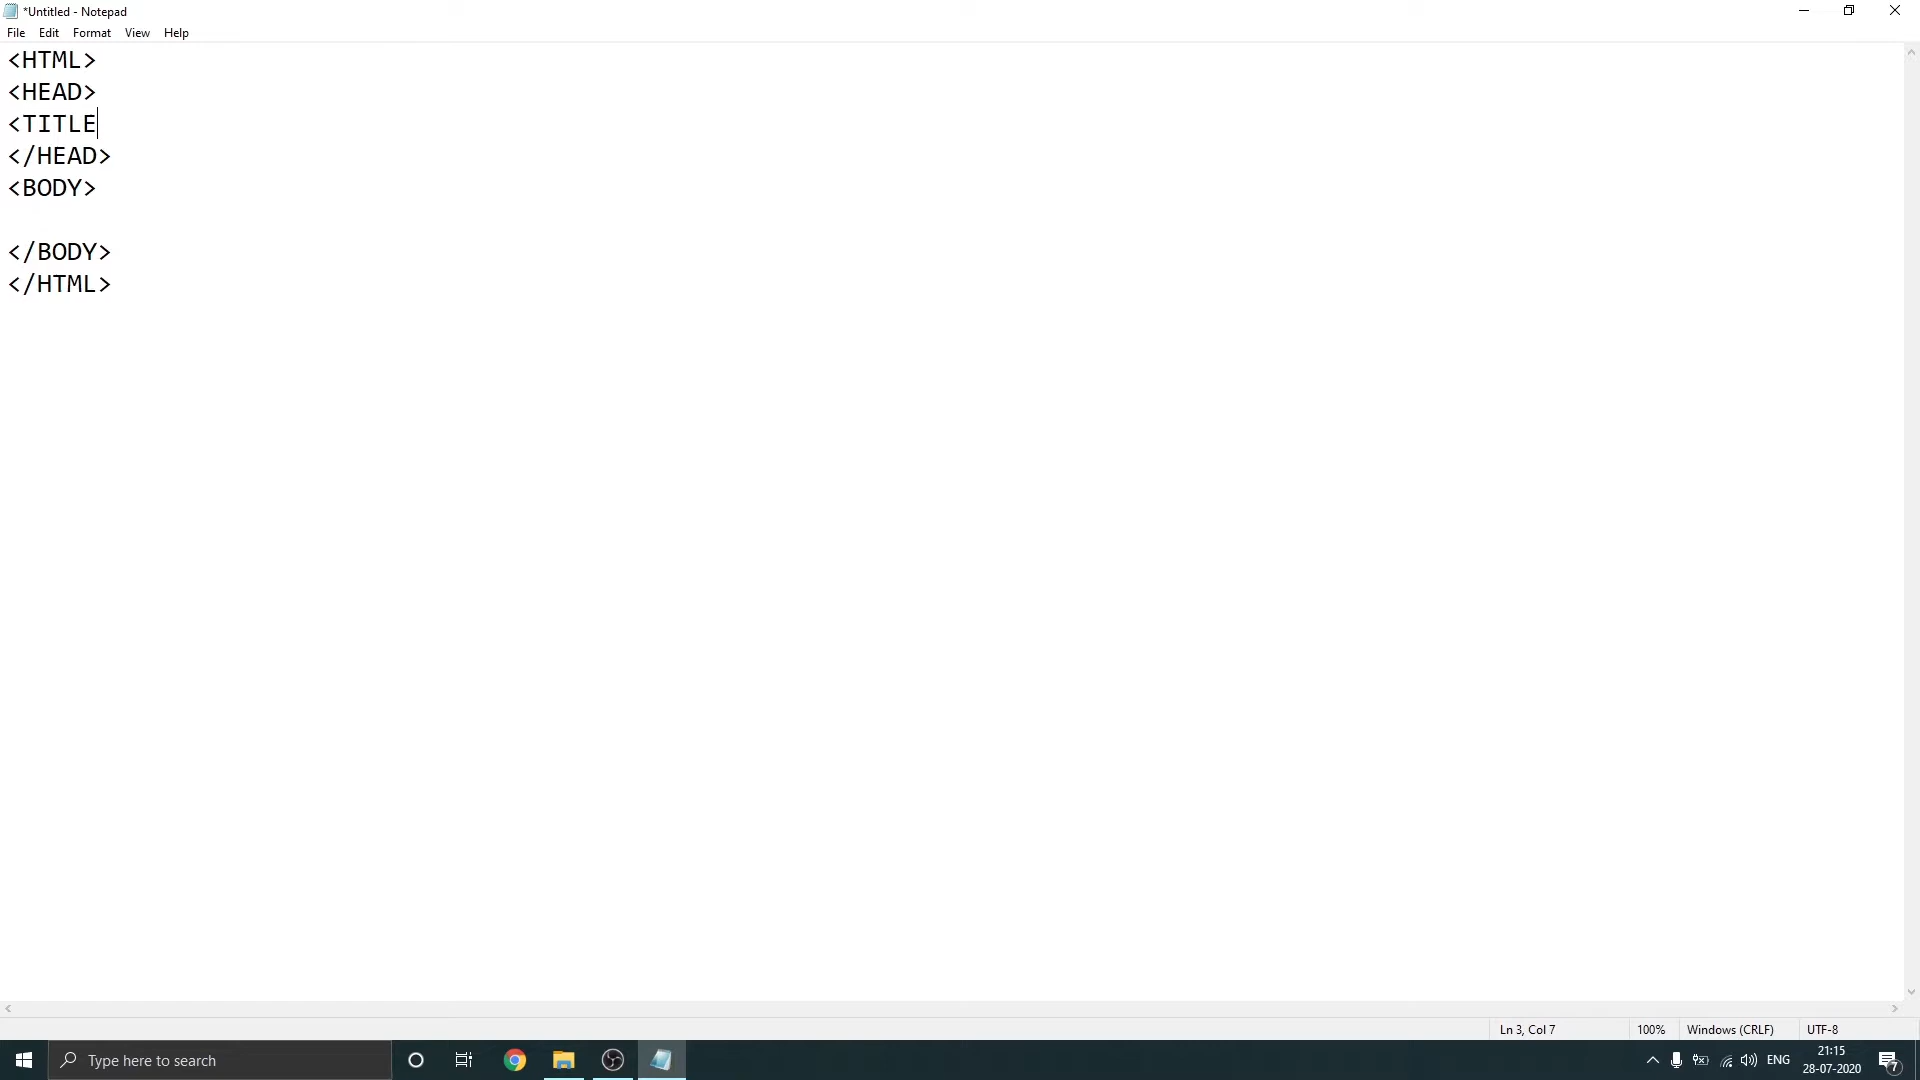 *Untitled - Notepad
File Edit Format View Help
<HTML>
<HEAD>
<TITLE
</HEAD>
<BODY>
</BODY>
</HTML>
Ln 3, Col 7 100% Windows (CRLF) UTF-8
Type here to search
ENG
21:15
28-07-2020
7